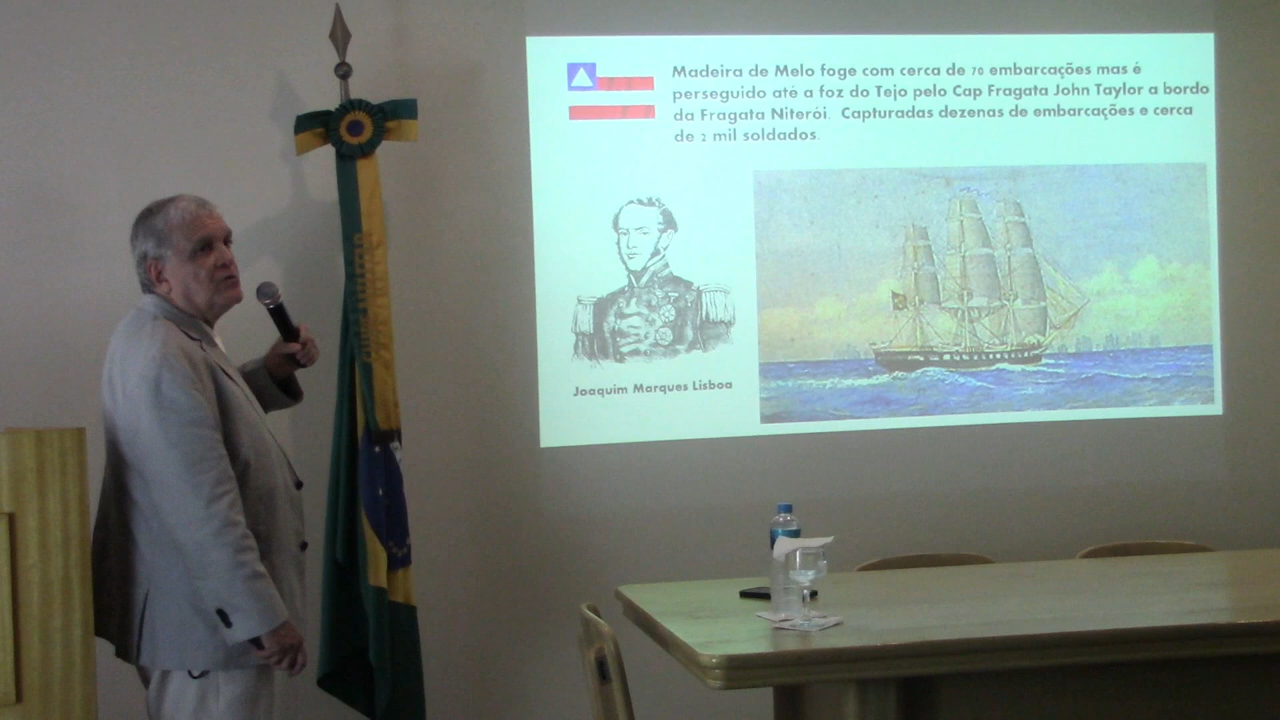 Madeira de Melo foge com cerca de 70 embarcações mas é
perseguido até a foz do Tejo pelo Cap Fragata John Taylor a bordo
da Fragata Niterói. Capturadas dezenas de embarcações e cerca
de 2 mil soldados.
Joaquim Marques Lisboa